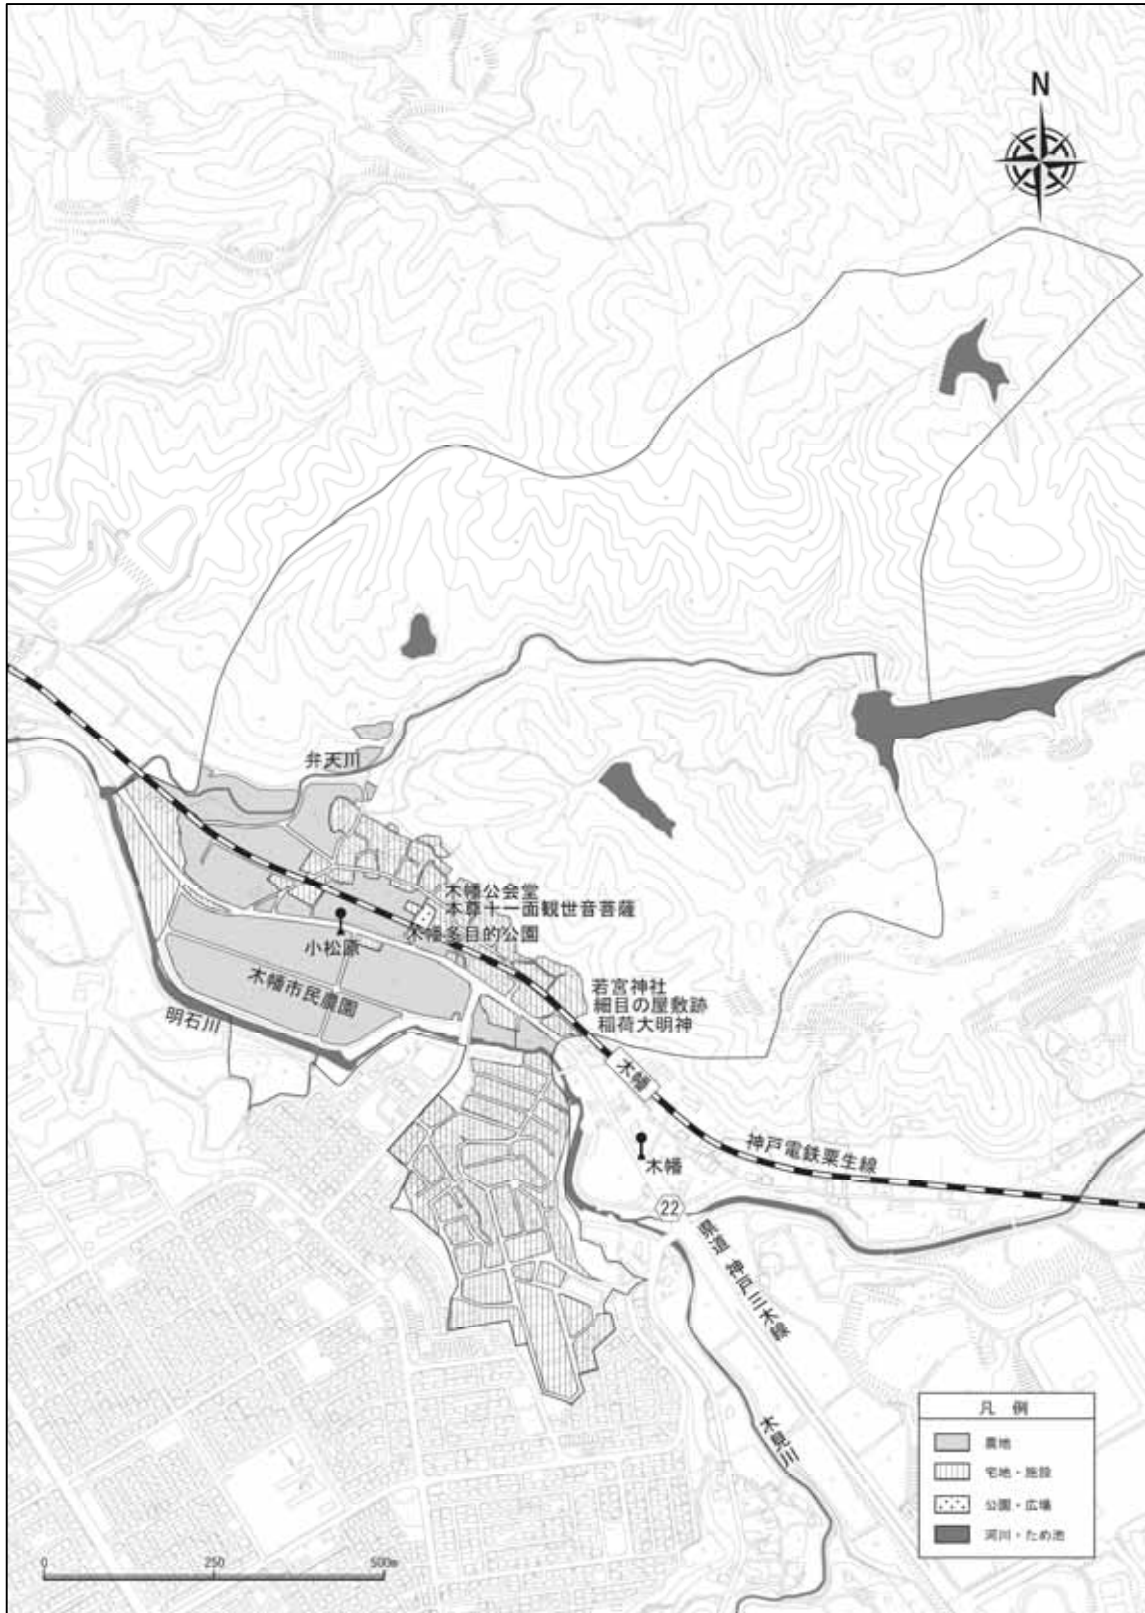 N
弁天川
木幡公会堂
本尊十一面観世音菩薩
木幡多目的公園
小松原
木幡市民農園
明石川
若宮神社
細目の屋敷跡
稲荷大明神
木幡
神戸電鉄粟生線
木幡
22
県道 神戸三木線
木見川
凡 例
農地
宅地・施設
公園・広場
河川・ため池
0 250 500m